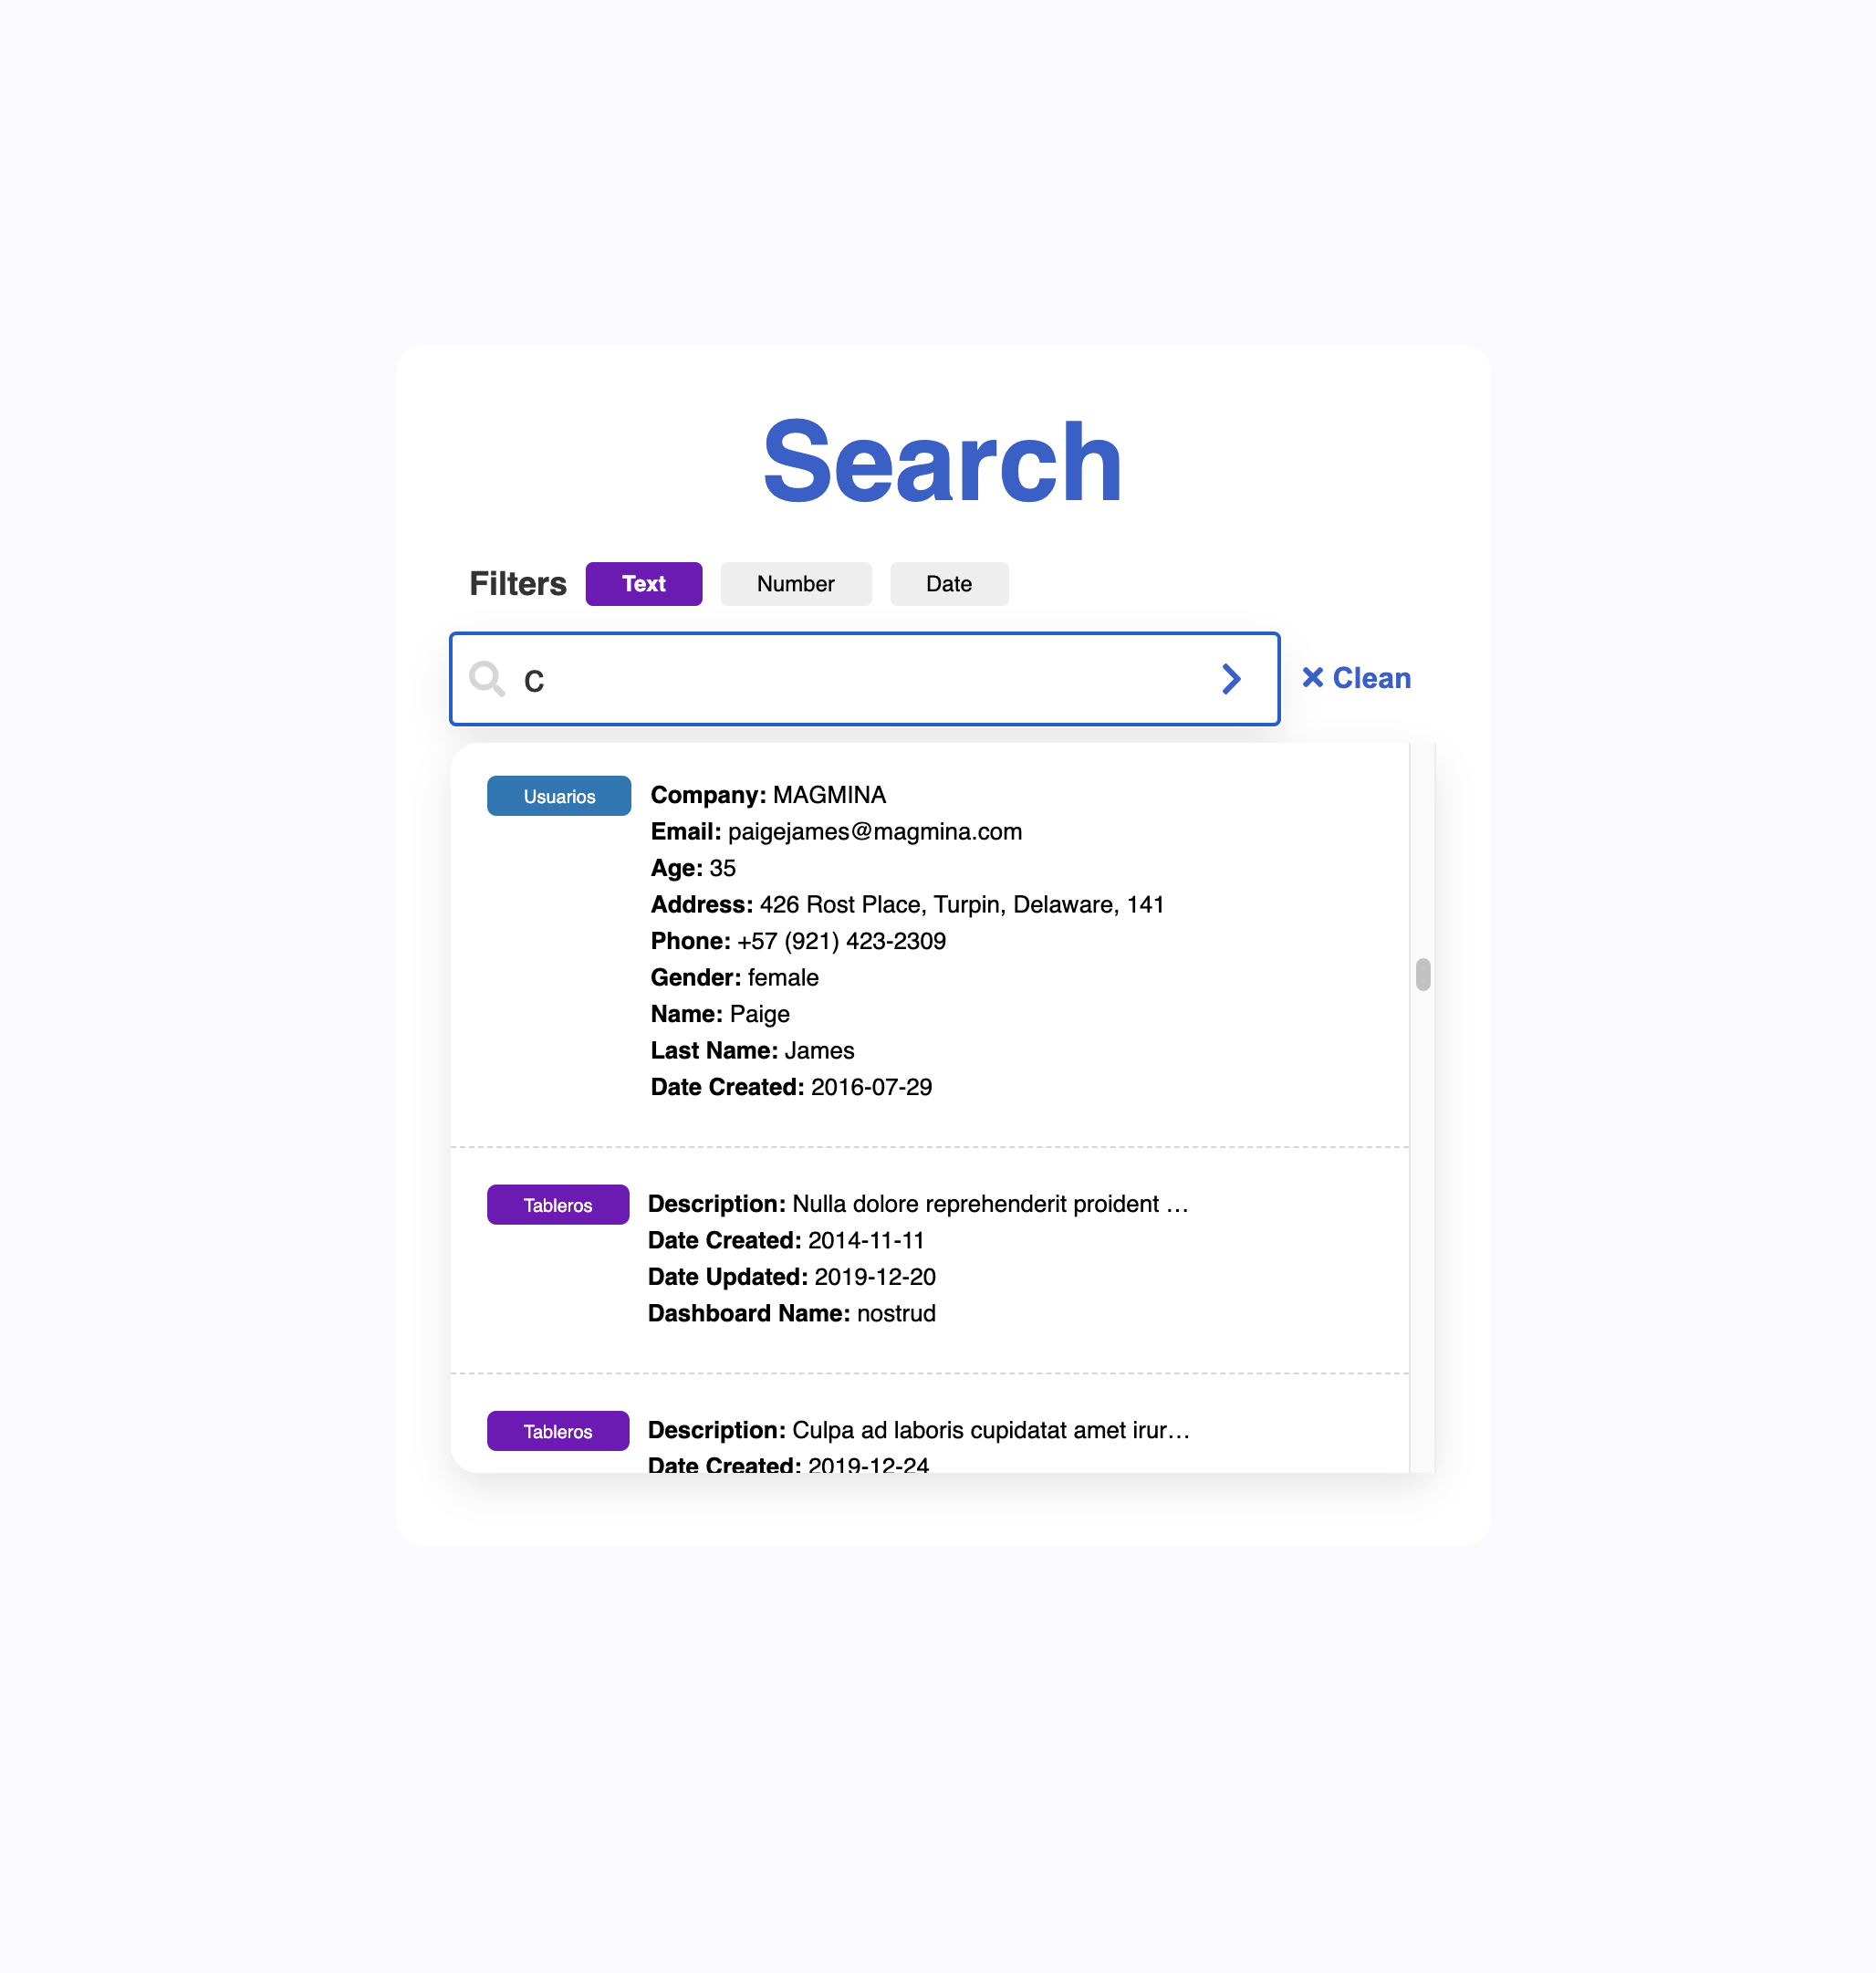 Search
Filters Text Number Date
C
Clean
Usuarios
Company: MAGMINA
Email: paigejames@magmina.com
Age: 35
Address: 426 Rost Place, Turpin, Delaware, 141
Phone: +57 (921) 423-2309
Gender: female
Name: Paige
Last Name: James
Date Created: 2016-07-29
Tableros
Description: Nulla dolore reprehenderit proident ...
Date Created: 2014-11-11
Date Updated: 2019-12-20
Dashboard Name: nostrud
Tableros
Description: Culpa ad laboris cupidatat amet irur...
Date Created: 2019-12-24